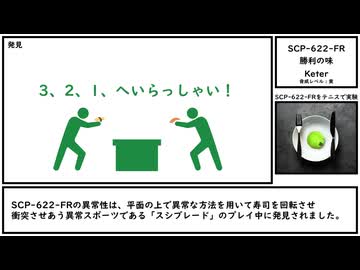 発見
3、2、1、へいらっしゃい！
SCP-622-FR
勝利の味
Keter
脅威レベル：黄
SCP-622-FRをテニスで実験
SCP-622-FRの異常性は、平面の上で異常な方法を用いて寿司を回転させ
衝突させあう異常スポーツである「スシブレード」のプレイ中に発見されました。